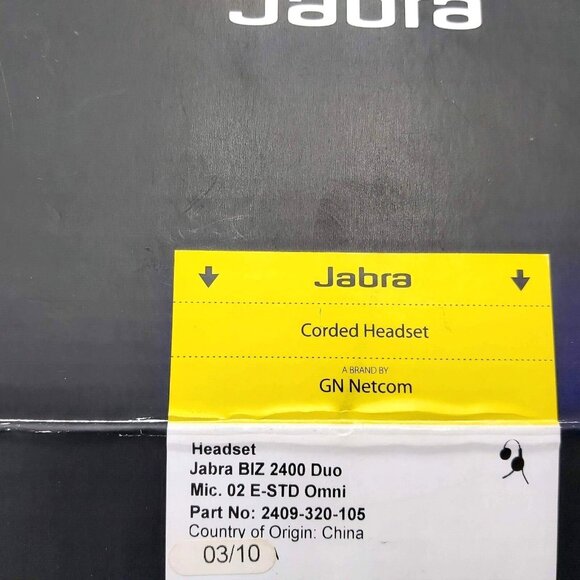 Jabra
Jabra
Corded Headset
A BRAND BY
GN Netcom
Headset
Jabra BIZ 2400 Duo
Mic. 02 E-STD Omni
Part No: 2409-320-105
Country of Origin: China
03/10